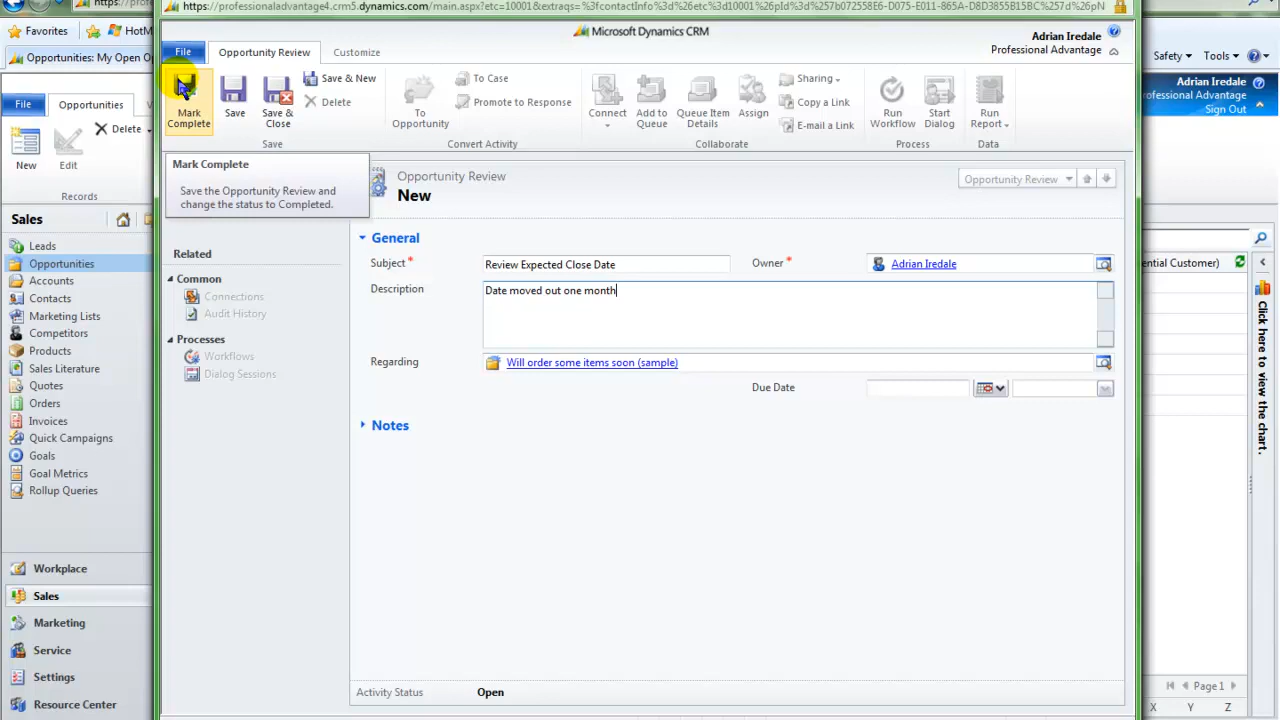 https://professionaladvantage4.crm5.dynamics.com/main.aspx?etc=10001&extraqs=%3fcontactInfo%3d%26etc%3d10001%26pId%3d%257b072558E6-D075-E011-865A-D8D3855B15BC%257d%26pN
Favorites
HotM
Opportunities: My Open Op
Safety
Tools
Microsoft Dynamics CRM
Adrian Iredale
Professional Advantage
Adrian Iredale
Sign Out
File
Opportunities
File
Opportunity Review
Customize
New
Edit
Delete
Records
Mark Complete
Save
Save & Close
Save & New
Delete
Save
To Opportunity
To Case
Promote to Response
Convert Activity
Connect
Add to Queue
Queue Item Details
Assign
Sharing
Copy a Link
E-mail a Link
Collaborate
Run Workflow
Start Dialog
Process
Run Report
Data
Mark Complete
Save the Opportunity Review and
change the status to Completed.
Opportunity Review
New
Opportunity Review
Sales
Leads
Opportunities
Accounts
Contacts
Marketing Lists
Competitors
Products
Sales Literature
Quotes
Orders
Invoices
Quick Campaigns
Goals
Goal Metrics
Rollup Queries
Workplace
Sales
Marketing
Service
Settings
Resource Center
Related
Common
Connections
Audit History
Processes
Workflows
Dialog Sessions
General
Subject*
Review Expected Close Date
Owner*
Adrian Iredale
Description
Date moved out one month
Regarding
Will order some items soon (sample)
Due Date
Notes
Activity Status
Open
ential Customer)
Click here to view the chart.
Page 1
X Y Z